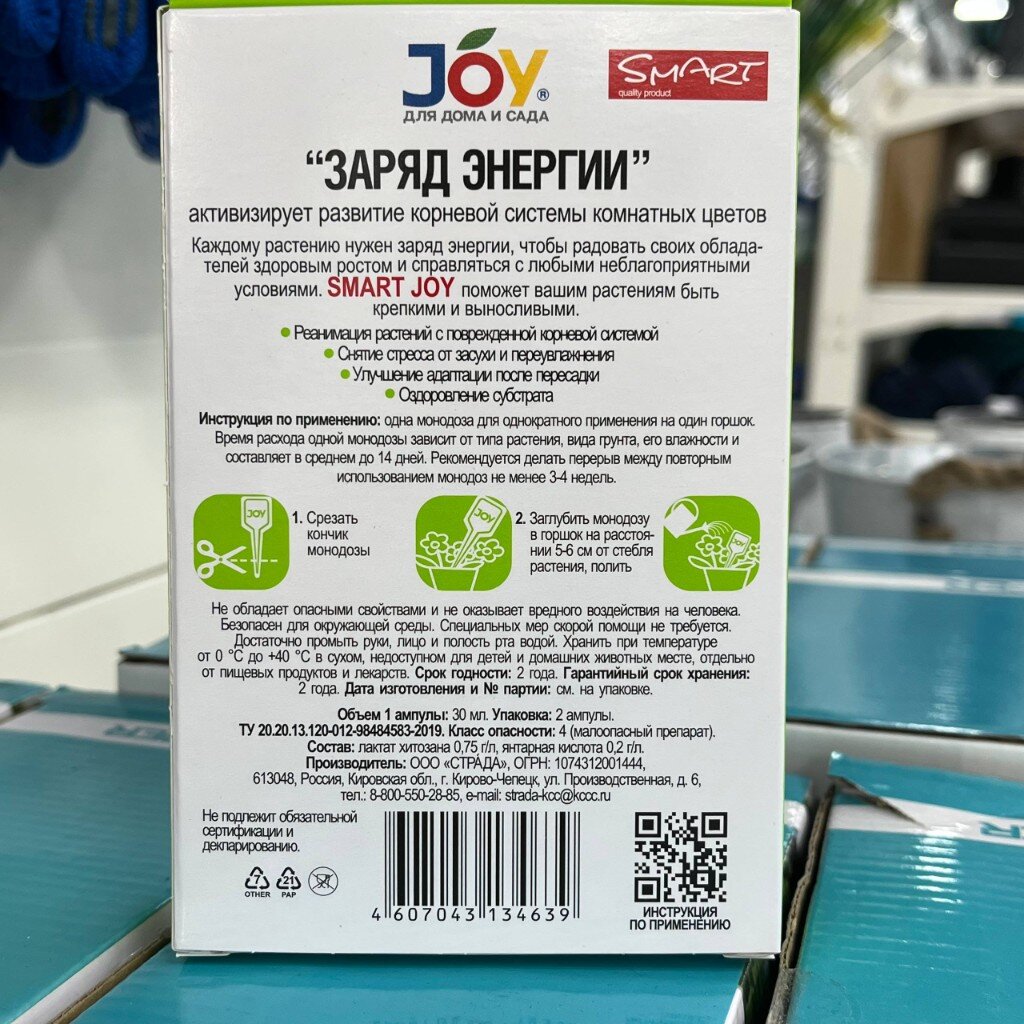 JOY®
ДЛЯ ДОМА И САДА
SMART
quality product
“ЗАРЯД ЭНЕРГИИ”
активизирует развитие корневой системы комнатных цветов
Каждому растению нужен заряд энергии, чтобы радовать своих облада-
телей здоровым ростом и справляться с любыми неблагоприятными
условиями. SMART JOY поможет вашим растениям быть
крепкими и выносливыми.
• Реанимация растений с поврежденной корневой системой
• Снятие стресса от засухи и переувлажнения
• Улучшение адаптации после пересадки
• Оздоровление субстрата
Инструкция по применению: одна монодоза для однократного применения на один горшок.
Время расхода одной монодозы зависит от типа растения, вида грунта, его влажности и
составляет в среднем до 14 дней. Рекомендуется делать перерыв между повторным
использованием монодоз не менее 3-4 недель.
JOY
1. Срезать
кончик
монодозы
JOY
2. Заглубить монодозу
в горшок на расстоя-
нии 5-6 см от стебля
растения, полить
JOY
Не обладает опасными свойствами и не оказывает вредного воздействия на человека.
Безопасен для окружающей среды. Специальных мер скорой помощи не требуется.
Достаточно промыть руки, лицо и полость рта водой. Хранить при температуре
от 0 °С до +40 °С в сухом, недоступном для детей и домашних животных месте, отдельно
от пищевых продуктов и лекарств. Срок годности: 2 года. Гарантийный срок хранения:
2 года. Дата изготовления и № партии: см. на упаковке.
Объем 1 ампулы: 30 мл. Упаковка: 2 ампулы.
ТУ 20.20.13.120-012-98484583-2019. Класс опасности: 4 (малоопасный препарат).
Состав: лактат хитозана 0,75 г/л, янтарная кислота 0,2 г/л.
Производитель: ООО «СТРАДА», ОГРН: 1074312001444,
613048, Россия, Кировская обл., г. Кирово-Чепецк, ул. Производственная, д. 6,
тел.: 8-800-550-28-85, e-mail: strada-kcc@kccc.ru
Не подлежит обязательной
сертификации и
декларированию.
7
OTHER
21
PAP
4 607043 134639
ИНСТРУКЦИЯ
ПО ПРИМЕНЕНИЮ